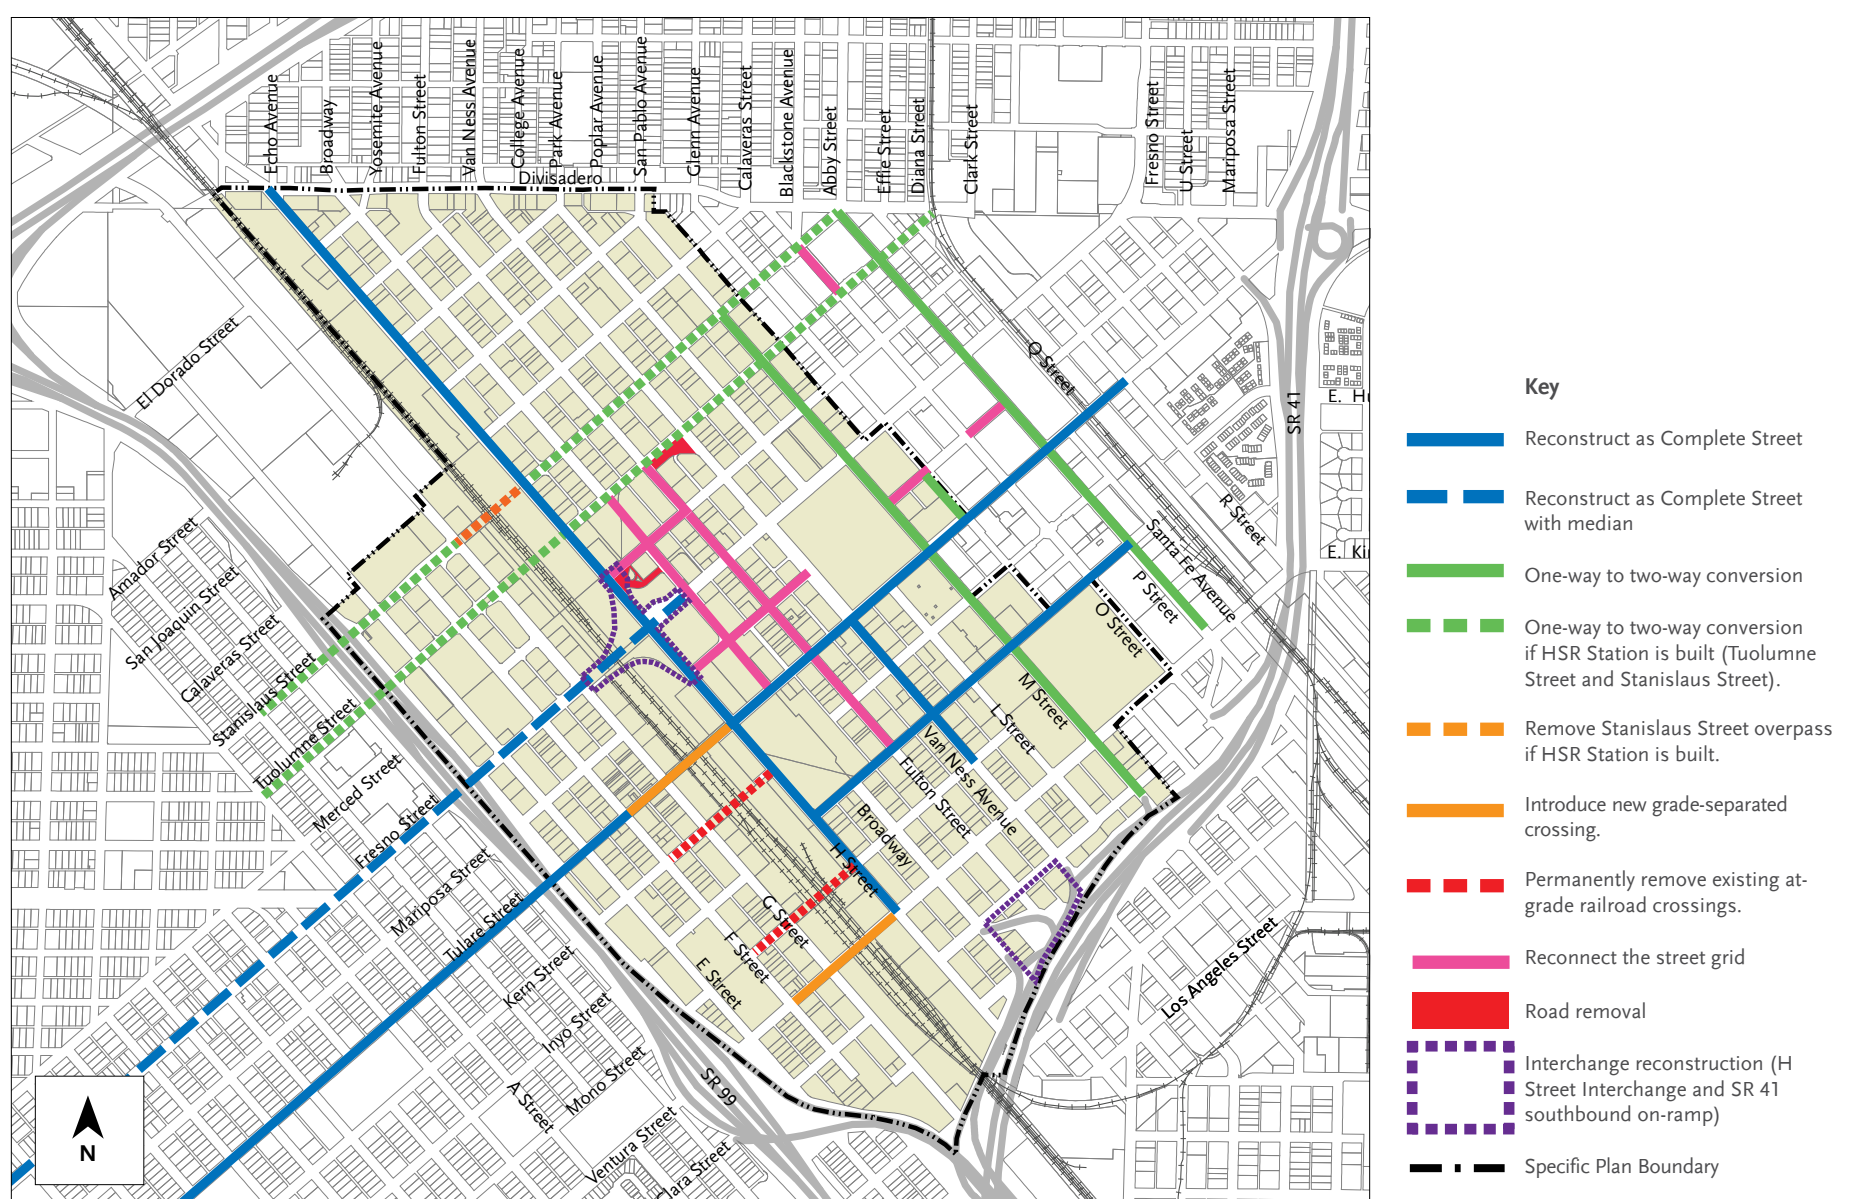 Echo Avenue
Broadway
Yosemite Avenue
Fulton Street
Van Ness Avenue
College Avenue
Park Avenue
Poplar Avenue
San Pablo Avenue
Glenn Avenue
Calaveras Street
Blackstone Avenue
Abby Street
Effie Street
Diana Street
Clark Street
Fresno Street
U Street
Mariposa Street
Divisadero
El Dorado Street
Q Street
SR 41
E. Hu
R Street
E. Kin
Santa Fe Avenue
P Street
O Street
M Street
L Street
Van Ness Avenue
Fulton Street
Broadway
H Street
G Street
F Street
E Street
Amador Street
San Joaquin Street
Calaveras Street
Stanislaus Street
Tuolumne Street
Merced Street
Fresno Street
Mariposa Street
Tulare Street
Kern Street
Inyo Street
Mono Street
A Street
Ventura Street
SR 99
Los Angeles Street
N
Key
Reconstruct as Complete Street
Reconstruct as Complete Street
with median
One-way to two-way conversion
One-way to two-way conversion
if HSR Station is built (Tuolumne
Street and Stanislaus Street).
Remove Stanislaus Street overpass
if HSR Station is built.
Introduce new grade-separated
crossing.
Permanently remove existing at-
grade railroad crossings.
Reconnect the street grid
Road removal
Interchange reconstruction (H
Street Interchange and SR 41
southbound on-ramp)
Specific Plan Boundary